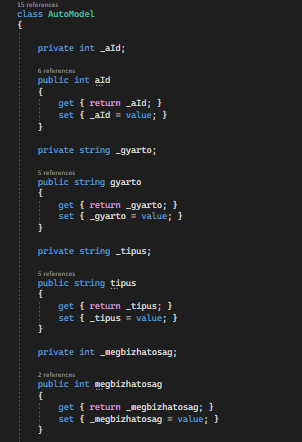 15 references
class AutoModel
{
private int _aId;
6 references
public int aId
{
get { return _aId; }
set { _aId = value; }
}
private string _gyarto;
5 references
public string gyarto
{
get { return _gyarto; }
set { _gyarto = value; }
}
private string _tipus;
5 references
public string tipus
{
get { return _tipus; }
set { _tipus = value; }
}
private int _megbizhatosag;
2 references
public int megbizhatosag
{
get { return _megbizhatosag; }
set { _megbizhatosag = value; }
}